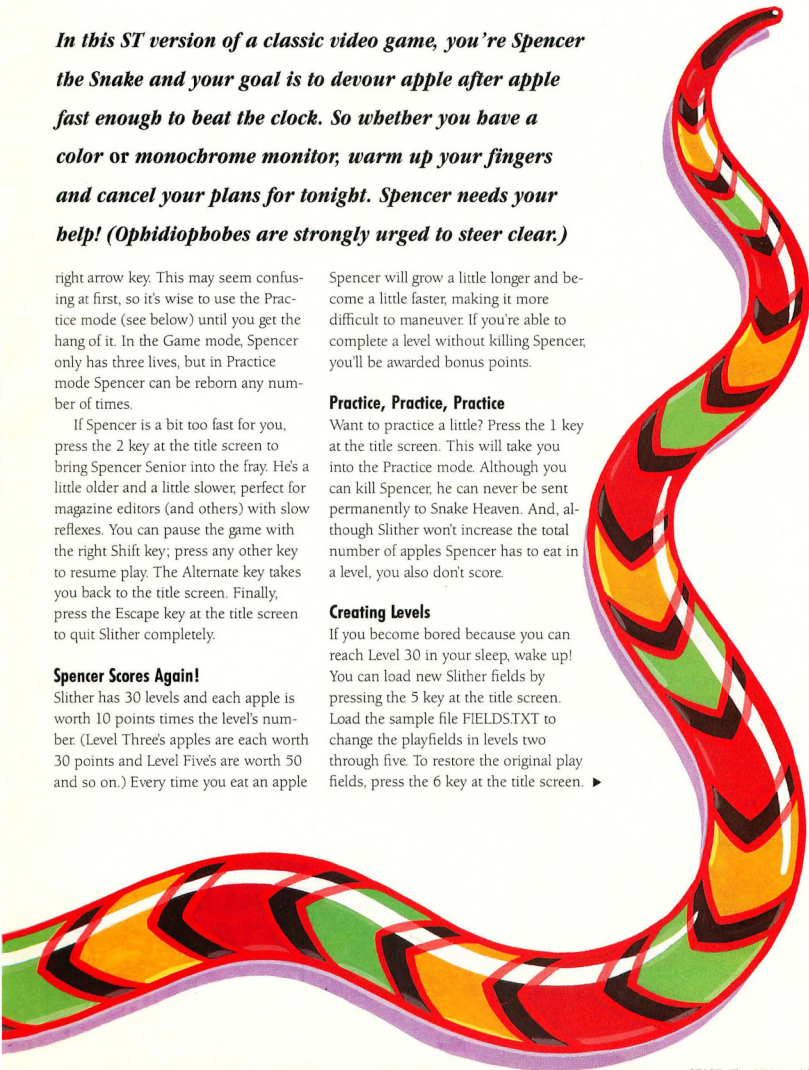 In this ST version of a classic video game, you're Spencer
the Snake and your goal is to devour apple after apple
fast enough to beat the clock. So whether you have a
color or monochrome monitor, warm up your fingers
and cancel your plans for tonight. Spencer needs your
help! (Ophidiophobes are strongly urged to steer clear.)
right arrow key. This may seem confus-
ing at first, so it's wise to use the Prac-
tice mode (see below) until you get the
hang of it. In the Game mode, Spencer
only has three lives, but in Practice
mode Spencer can be reborn any num-
ber of times.
If Spencer is a bit too fast for you,
press the 2 key at the title screen to
bring Spencer Senior into the fray. He's a
little older and a little slower, perfect for
magazine editors (and others) with slow
reflexes. You can pause the game with
the right Shift key; press any other key
to resume play. The Alternate key takes
you back to the title screen. Finally,
press the Escape key at the title screen
to quit Slither completely.
Spencer Scores Again!
Slither has 30 levels and each apple is
worth 10 points times the level's num-
ber. (Level Three's apples are each worth
30 points and Level Five's are worth 50
and so on.) Every time you eat an apple
Spencer will grow a little longer and be-
come a little faster, making it more
difficult to maneuver. If you're able to
complete a level without killing Spencer,
you'll be awarded bonus points.
Practice, Practice, Practice
Want to practice a little? Press the 1 key
at the title screen. This will take you
into the Practice mode. Although you
can kill Spencer, he can never be sent
permanently to Snake Heaven. And, al-
though Slither won't increase the total
number of apples Spencer has to eat in
a level, you also don't score.
Creating Levels
If you become bored because you can
reach Level 30 in your sleep, wake up!
You can load new Slither fields by
pressing the 5 key at the title screen.
Load the sample file FIELDS.TXT to
change the playfields in levels two
through five. To restore the original play
fields, press the 6 key at the title screen. ►